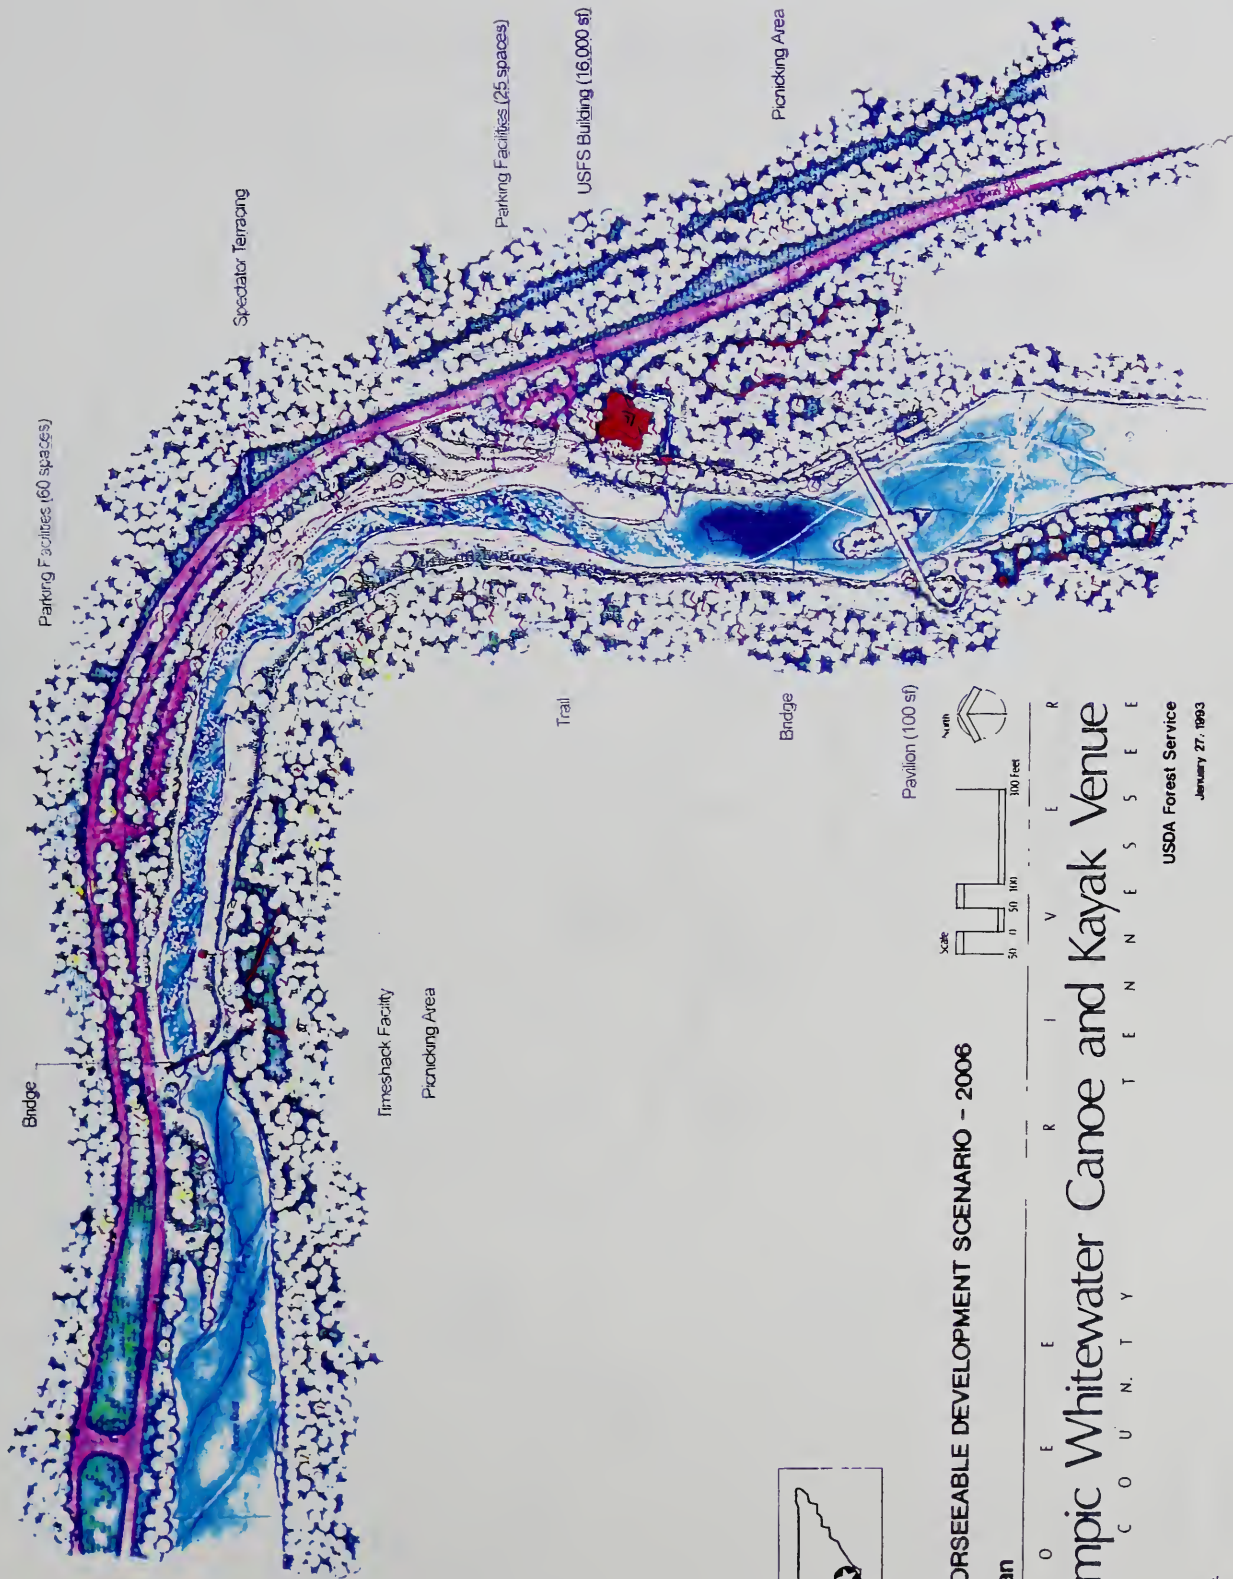 Bridge
Parking Facilities (60 spaces)
Spectator Terracing
Parking Facilities (25 spaces)
USFS Building (16,000 sf)
Picnicking Area
Timeshack Facility
Picnicking Area
Trail
Bridge
Pavilion (100 sf)
Scale
50 0 50 100 300 Feet
North
ORSEEABLE DEVELOPMENT SCENARIO - 2006
an
O E E R I V E R
mpic Whitewater Canoe and Kayak Venue
C O U N T Y T E N N E S S E E
USDA Forest Service
January 27, 1993